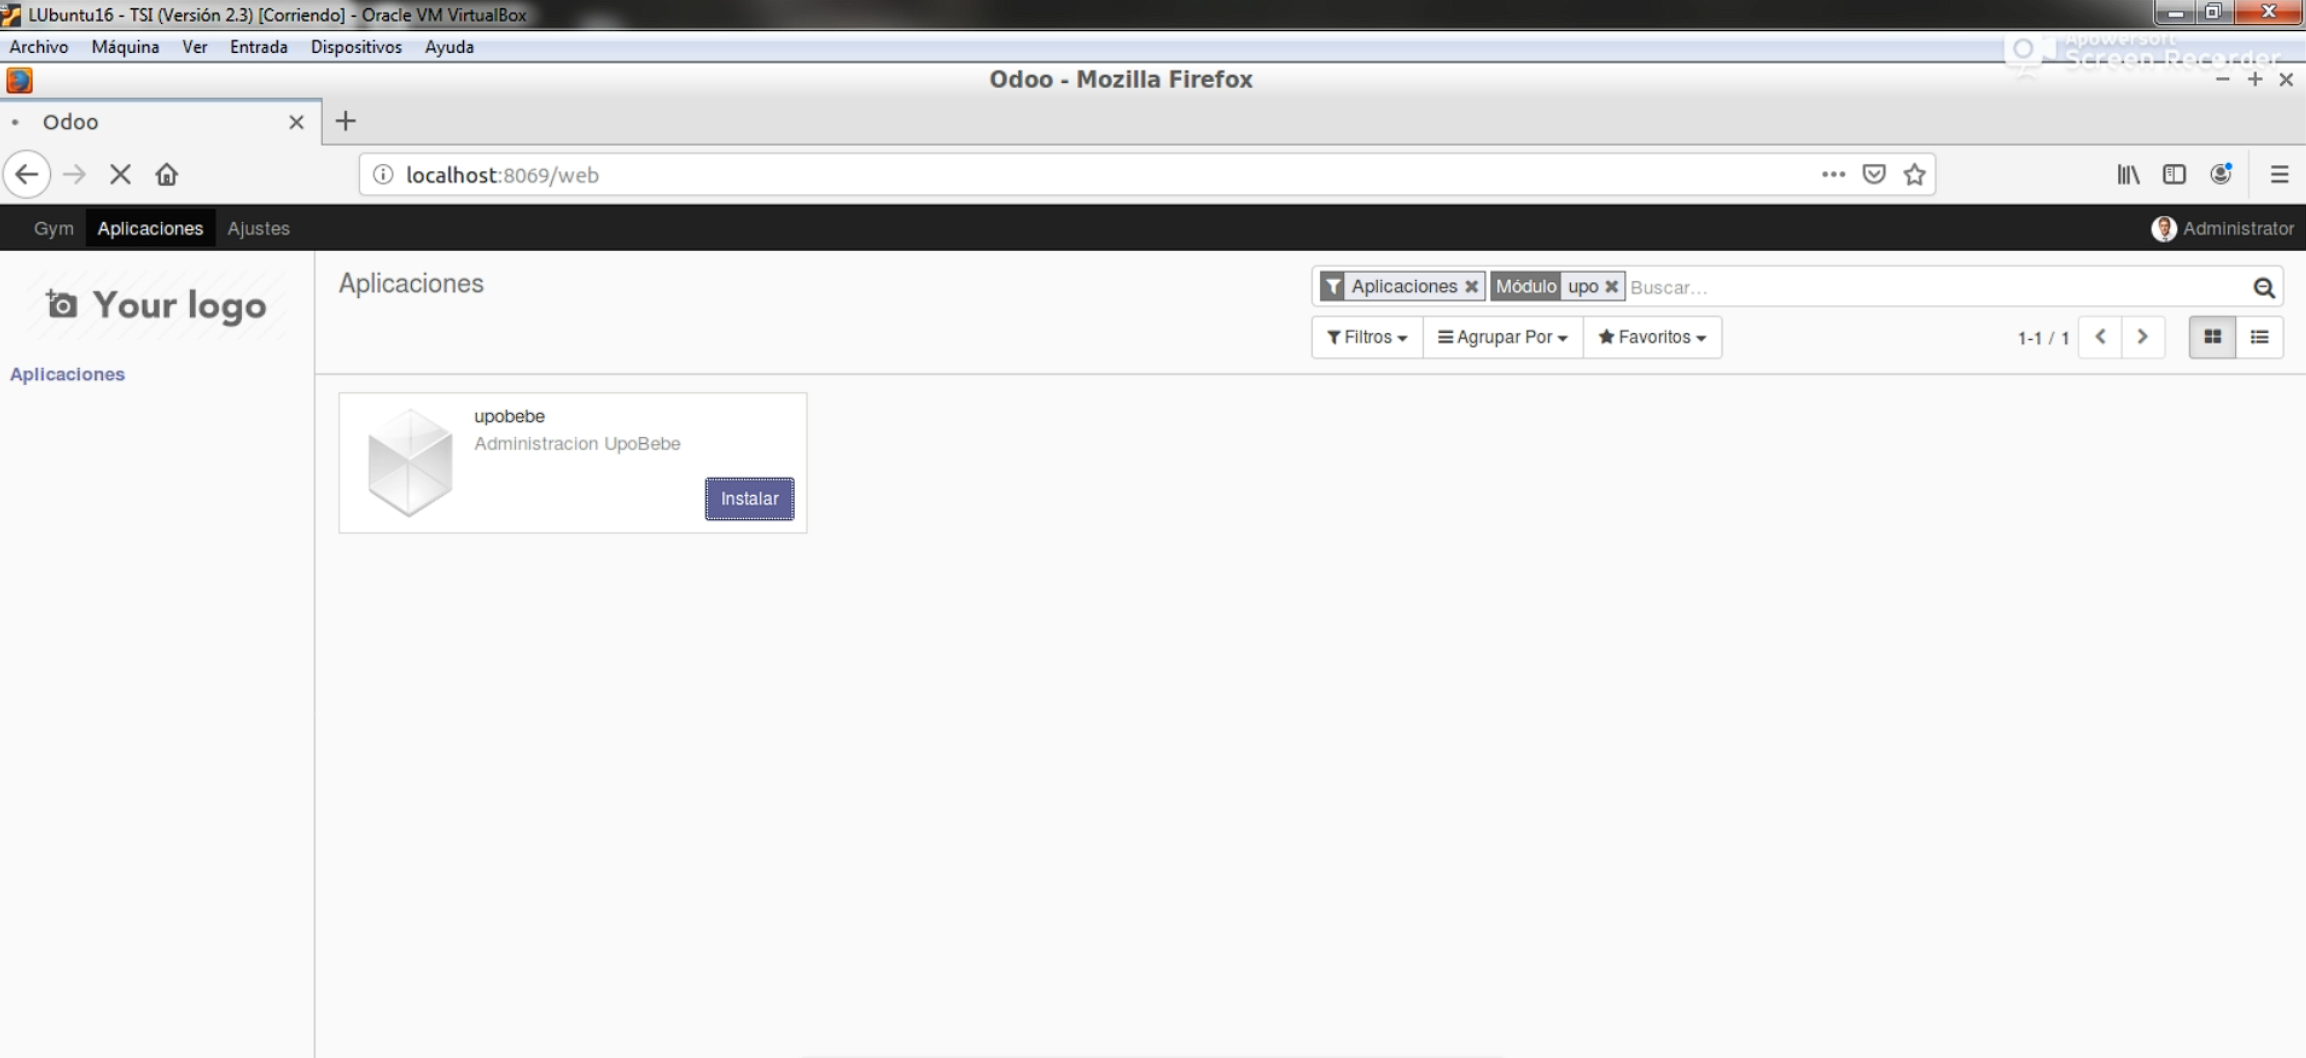 LUbuntu16 - TSI (Versión 2.3) [Corriendo] - Oracle VM VirtualBox
Archivo Máquina Ver Entrada Dispositivos Ayuda
Apowersoft
Screen Recorder
Odoo - Mozilla Firefox
Odoo
localhost:8069/web
Gym Aplicaciones Ajustes Administrator
Your logo
Aplicaciones
Aplicaciones
Aplicaciones Módulo upo Buscar...
Filtros Agrupar Por Favoritos 1-1 / 1
upobebe
Administracion UpoBebe
Instalar